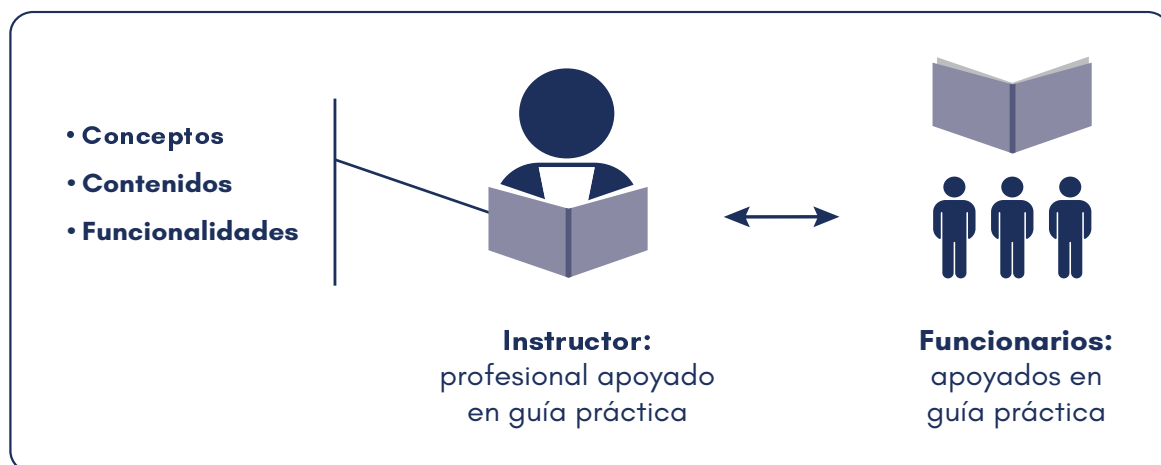 • Conceptos
• Contenidos
• Funcionalidades
Instructor:
profesional apoyado
en guía práctica
Funcionarios:
apoyados en
guía práctica